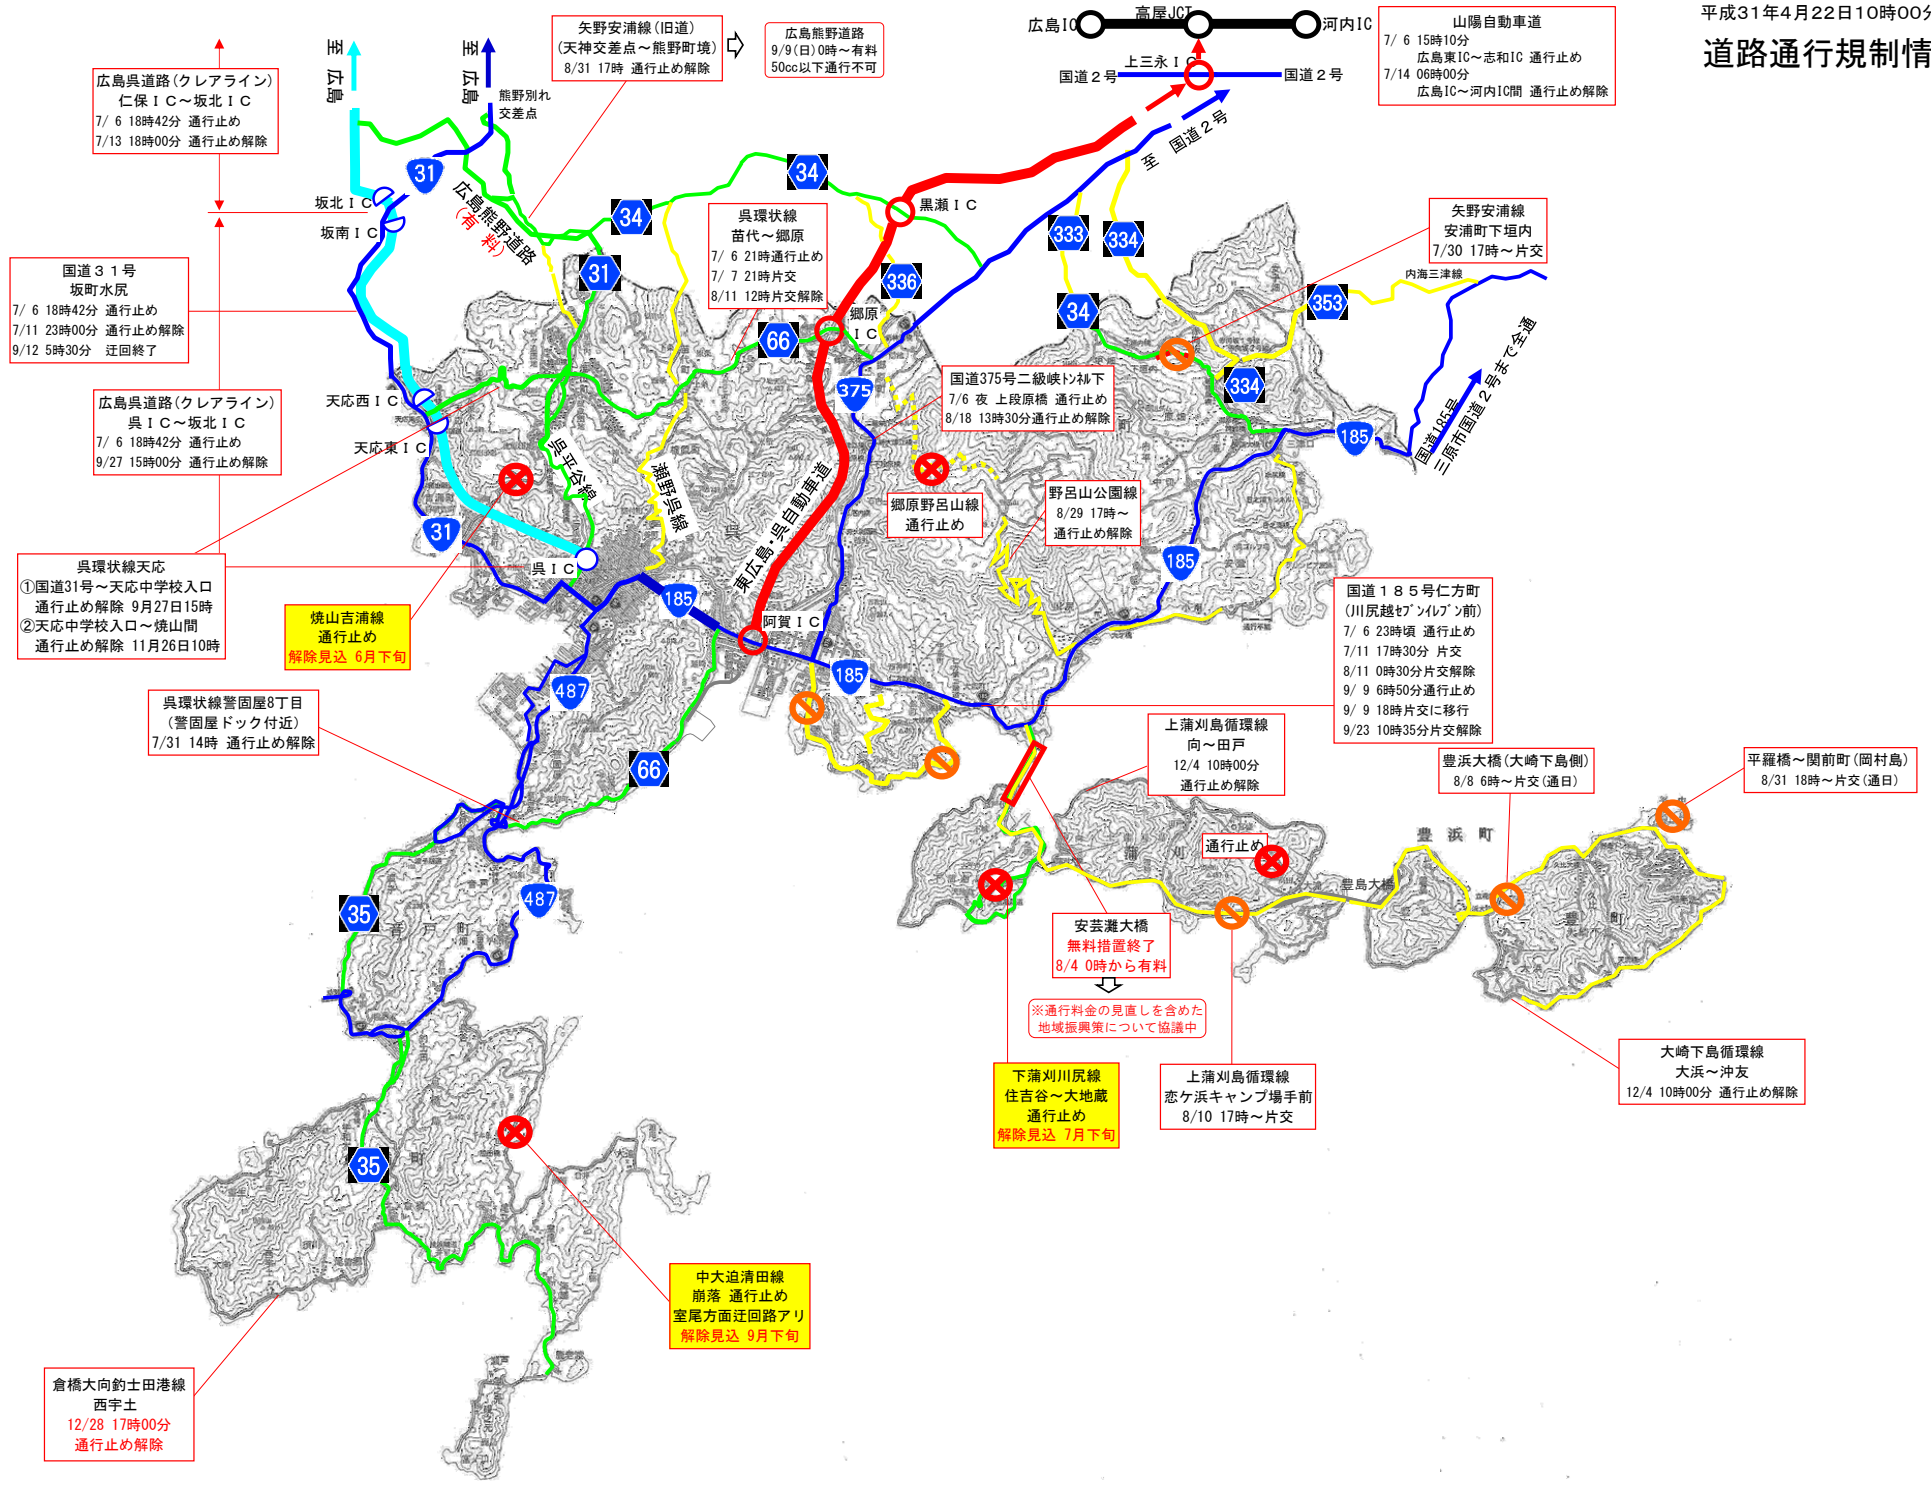 平成31年4月22日10時00分
道路通行規制情
広島IC
高屋JCT
河内IC
上三永ＩＣ
国道２号
国道２号
至 国道２号
山陽自動車道
7/ 6 15時10分
広島東IC～志和IC 通行止め
7/14 06時00分
広島IC～河内IC間 通行止め解除
矢野安浦線(旧道)
(天神交差点～熊野町境)
8/31 17時 通行止め解除
広島熊野道路
9/9(日)0時～有料
50cc以下通行不可
至 広島
至 広島
熊野別れ
交差点
広島呉道路(クレアライン)
仁保ＩＣ～坂北ＩＣ
7/ 6 18時42分 通行止め
7/13 18時00分 通行止め解除
31
坂北ＩＣ
坂南ＩＣ
広島熊野道路
(有 料)
34
34
31
呉環状線
苗代～郷原
7/ 6 21時通行止め
7/ 7 21時片交
8/11 12時片交解除
黒瀬ＩＣ
336
333
334
矢野安浦線
安浦町下垣内
7/30 17時～片交
内海三津線
353
34
国道３１号
坂町水尻
7/ 6 18時42分 通行止め
7/11 23時00分 通行止め解除
9/12 5時30分 迂回終了
66
郷原
ＩＣ
375
国道375号二級峡ﾄﾝﾈﾙ下
7/6 夜 上段原橋 通行止め
8/18 13時30分通行止め解除
334
185
国道185号
三原市国道２号まで全通
広島呉道路(クレアライン)
呉ＩＣ～坂北ＩＣ
7/ 6 18時42分 通行止め
9/27 15時00分 通行止め解除
天応西ＩＣ
天応東ＩＣ
呉平谷線
瀬野呉線
東広島・呉自動車道
呉
郷原野呂山線
通行止め
野呂山公園線
8/29 17時～
通行止め解除
31
呉ＩＣ
185
185
呉環状線天応
①国道31号～天応中学校入口
通行止め解除 9月27日15時
②天応中学校入口～焼山間
通行止め解除 11月26日10時
焼山吉浦線
通行止め
解除見込 6月下旬
阿賀ＩＣ
185
国道１８５号仁方町
(川尻越ｾﾌﾞﾝｲﾚﾌﾞﾝ前)
7/ 6 23時頃 通行止め
7/11 17時30分 片交
8/11 0時30分片交解除
9/ 9 6時50分通行止め
9/ 9 18時片交に移行
9/23 10時35分片交解除
呉環状線警固屋8丁目
(警固屋ドック付近)
7/31 14時 通行止め解除
487
66
上蒲刈島循環線
向～田戸
12/4 10時00分
通行止め解除
豊浜大橋(大崎下島側)
8/8 6時～片交(通日)
平羅橋～関前町(岡村島)
8/31 18時～片交(通日)
蒲 刈
通行止め
豊 浜 町
豊島大橋
豊 町
大浜
35
487
音 戸 町
安芸灘大橋
無料措置終了
8/4 0時から有料
※通行料金の見直しを含めた
地域振興策について協議中
下蒲刈川尻線
住吉谷～大地蔵
通行止め
解除見込 7月下旬
上蒲刈島循環線
恋ケ浜キャンプ場手前
8/10 17時～片交
大崎下島循環線
大浜～沖友
12/4 10時00分 通行止め解除
35
町
中大迫清田線
崩落 通行止め
室尾方面迂回路アリ
解除見込 9月下旬
倉橋大向釣士田港線
西宇土
12/28 17時00分
通行止め解除